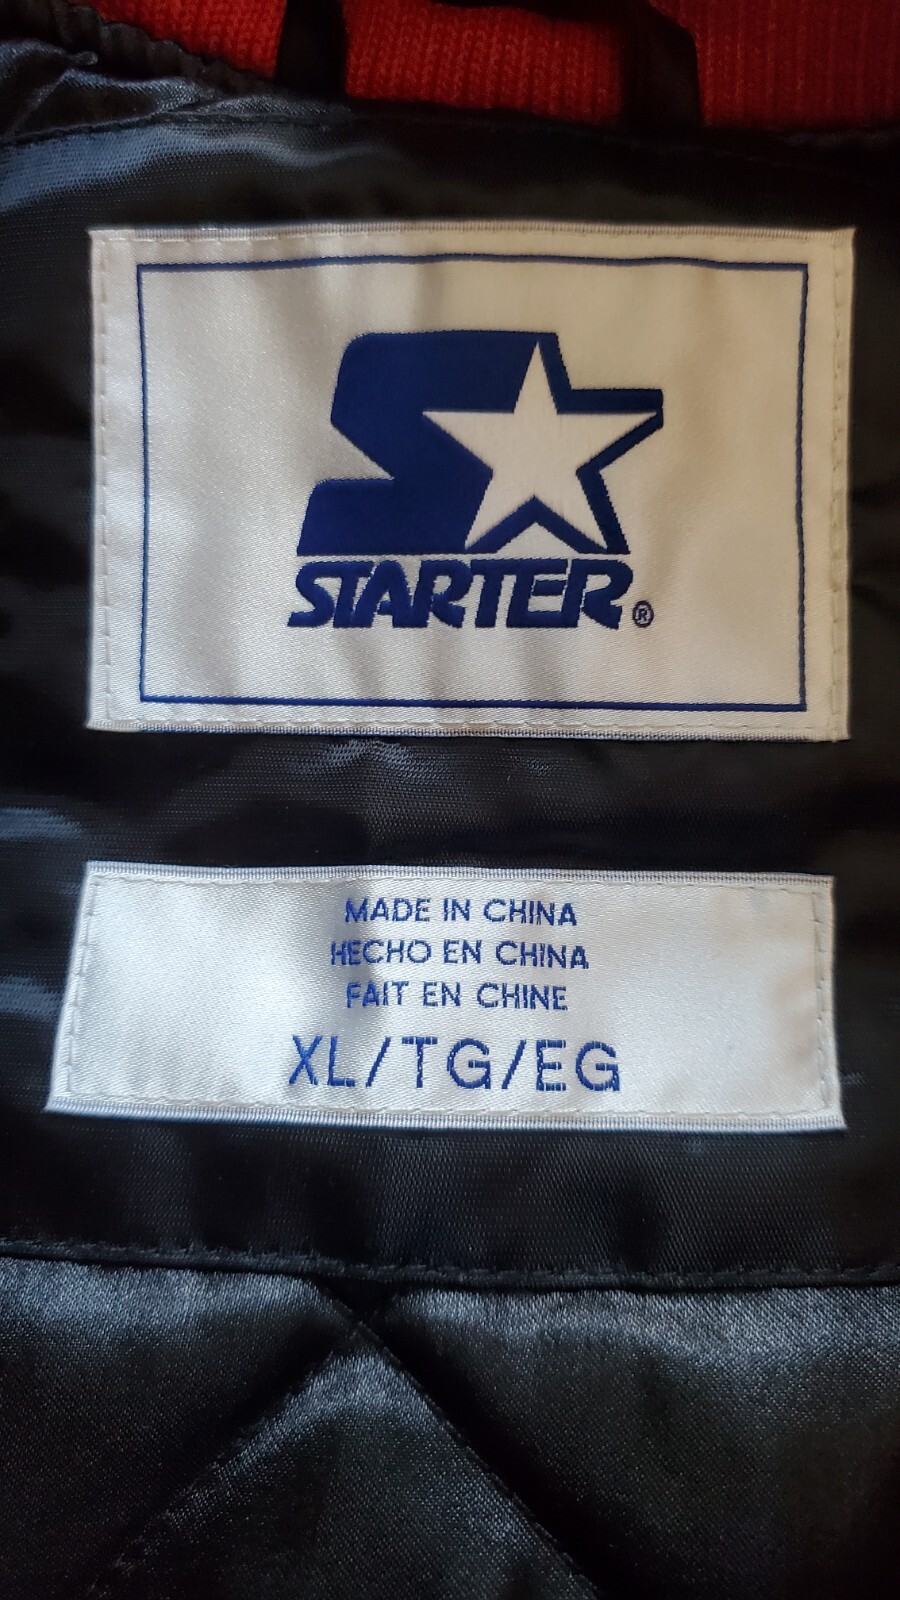 STARTER®
MADE IN CHINA
HECHO EN CHINA
FAIT EN CHINE
XL/TG/EG